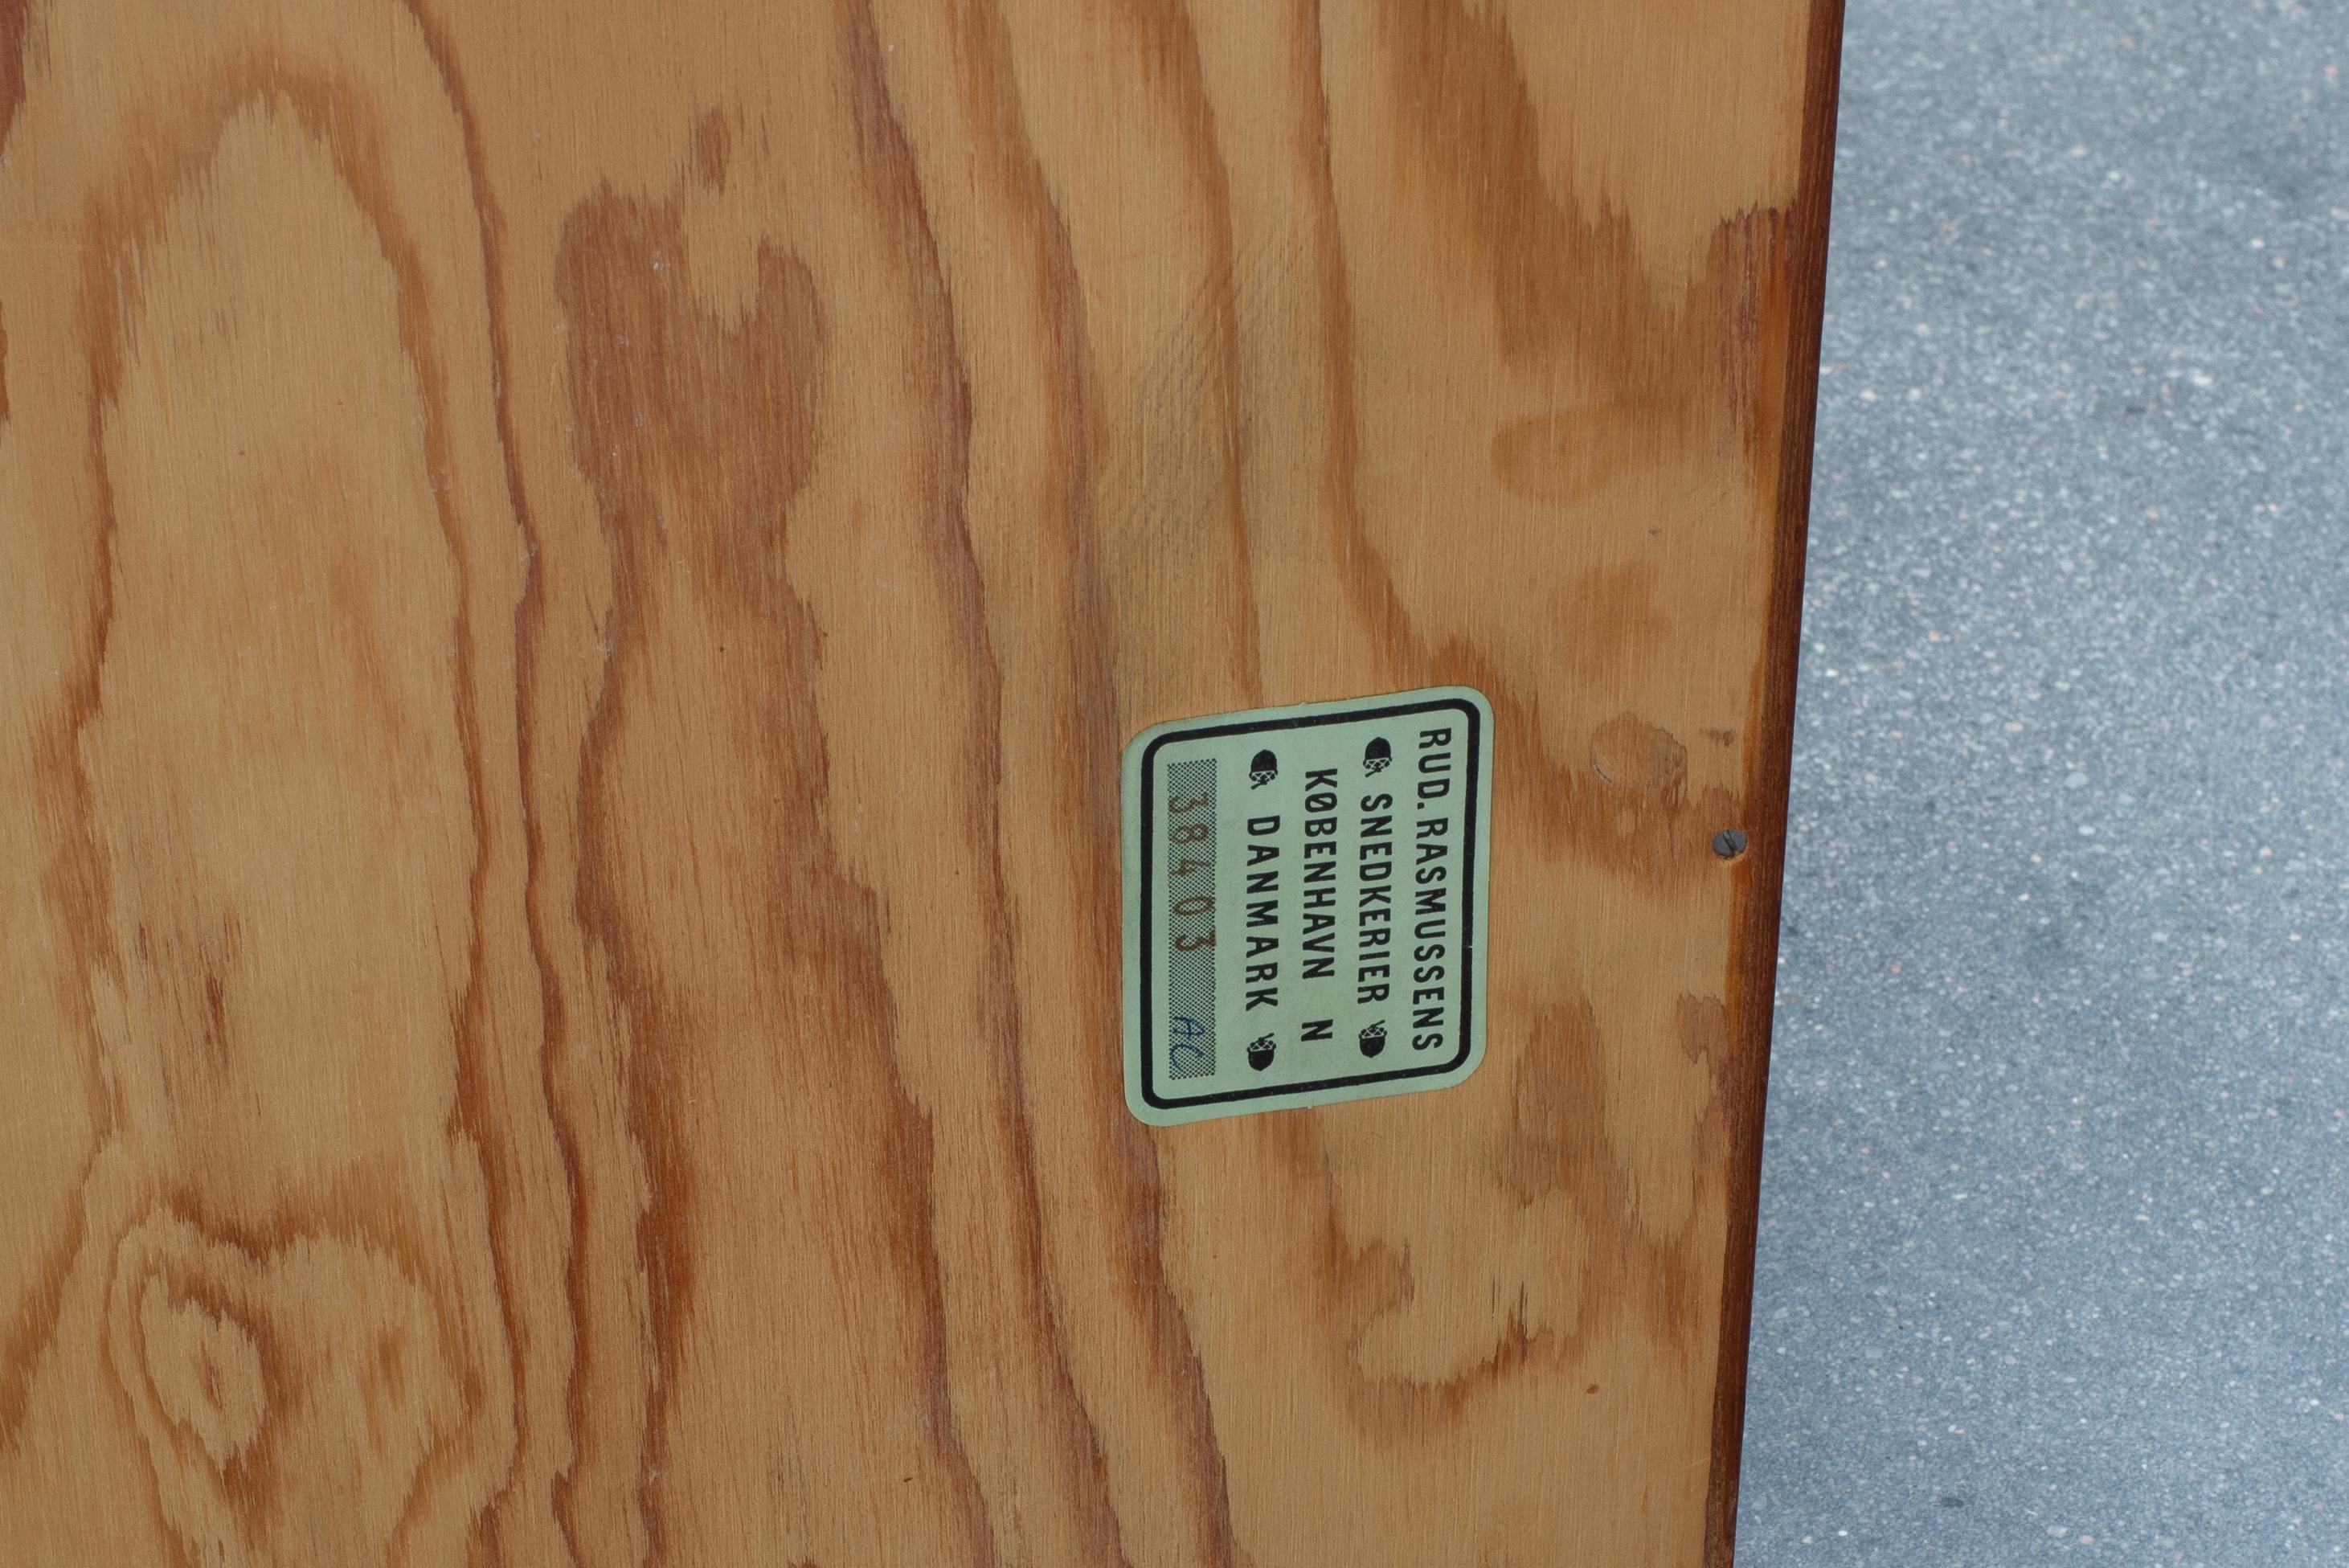 RUD. RASMUSSENS
SNEDKERIER
KØBENHAVN N
DANMARK
38403 AC